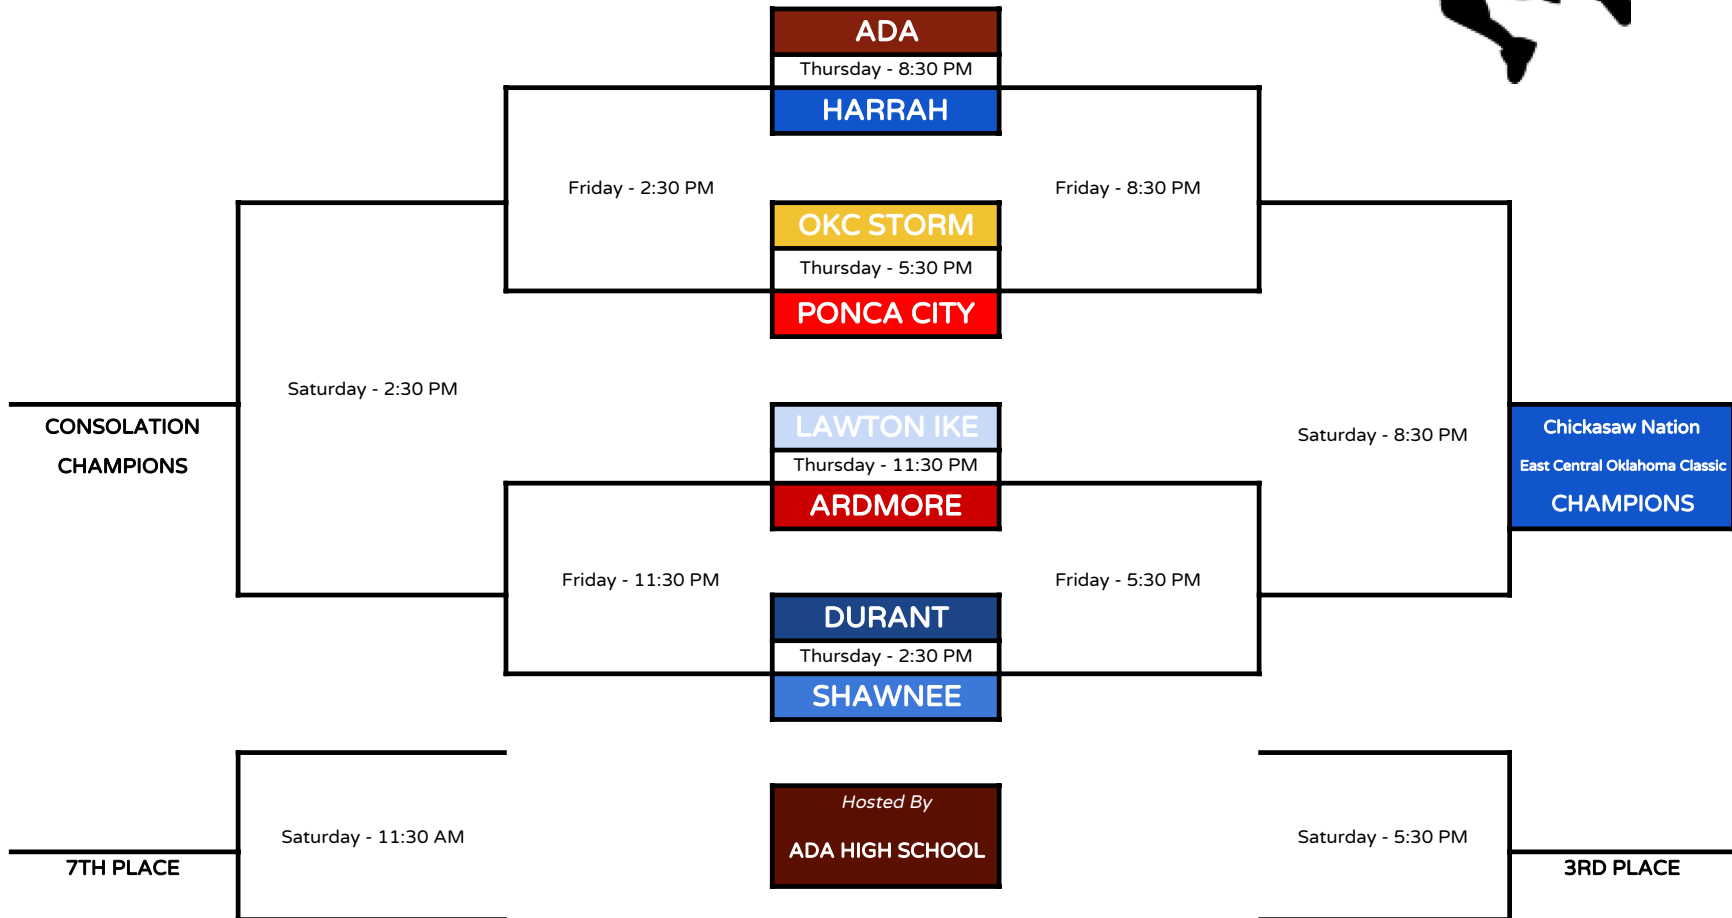 ADA
Thursday - 8:30 PM
HARRAH
Friday - 2:30 PM
Friday - 8:30 PM
OKC STORM
Thursday - 5:30 PM
PONCA CITY
Saturday - 2:30 PM
CONSOLATION
CHAMPIONS
LAWTON IKE
Thursday - 11:30 PM
ARDMORE
Saturday - 8:30 PM
Chickasaw Nation
East Central Oklahoma Classic
CHAMPIONS
Friday - 11:30 PM
Friday - 5:30 PM
DURANT
Thursday - 2:30 PM
SHAWNEE
Saturday - 11:30 AM
7TH PLACE
Hosted By
ADA HIGH SCHOOL
Saturday - 5:30 PM
3RD PLACE